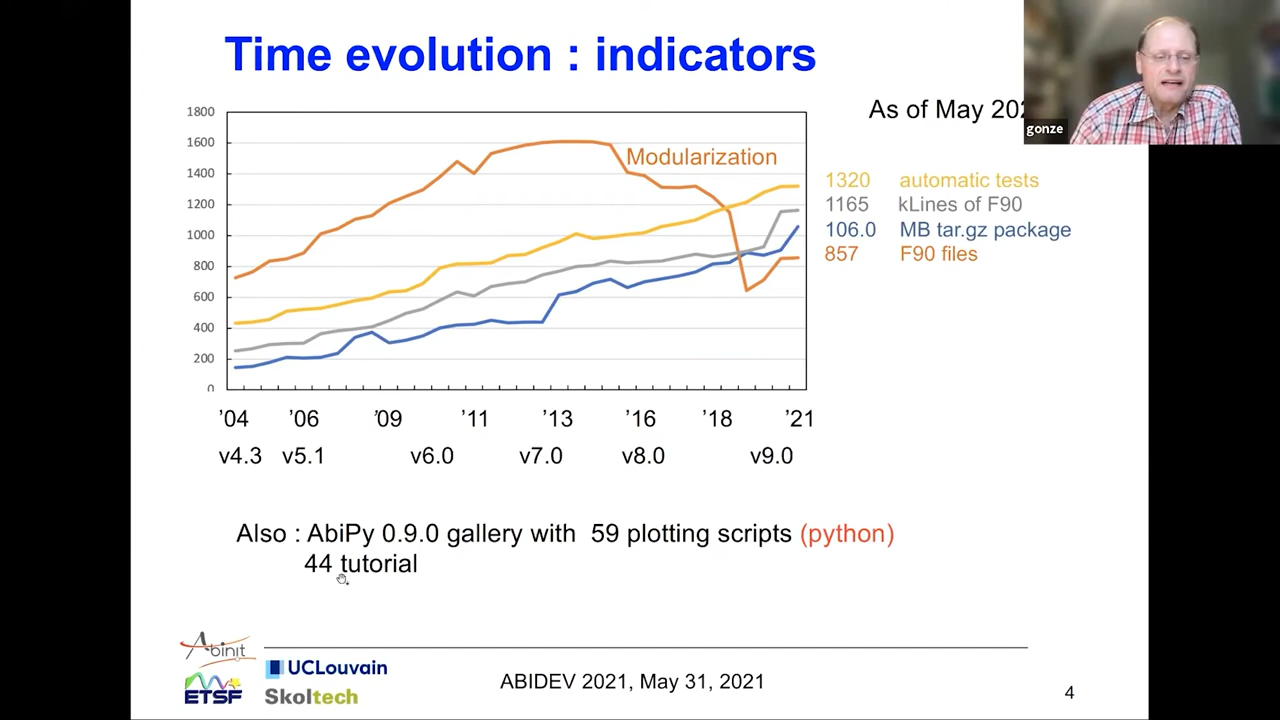 Time evolution : indicators
As of May 202
gonze
1800
1600
1400
1200
1000
800
600
400
200
0
Modularization
1320 automatic tests
1165 kLines of F90
106.0 MB tar.gz package
857 F90 files
’04 ’06 ’09 ’11 ’13 ’16 ’18 ’21
v4.3 v5.1 v6.0 v7.0 v8.0 v9.0
Also : AbiPy 0.9.0 gallery with 59 plotting scripts (python)
44 tutorial
Abinit
UCLouvain
ETSF
Skoltech
ABIDEV 2021, May 31, 2021
4